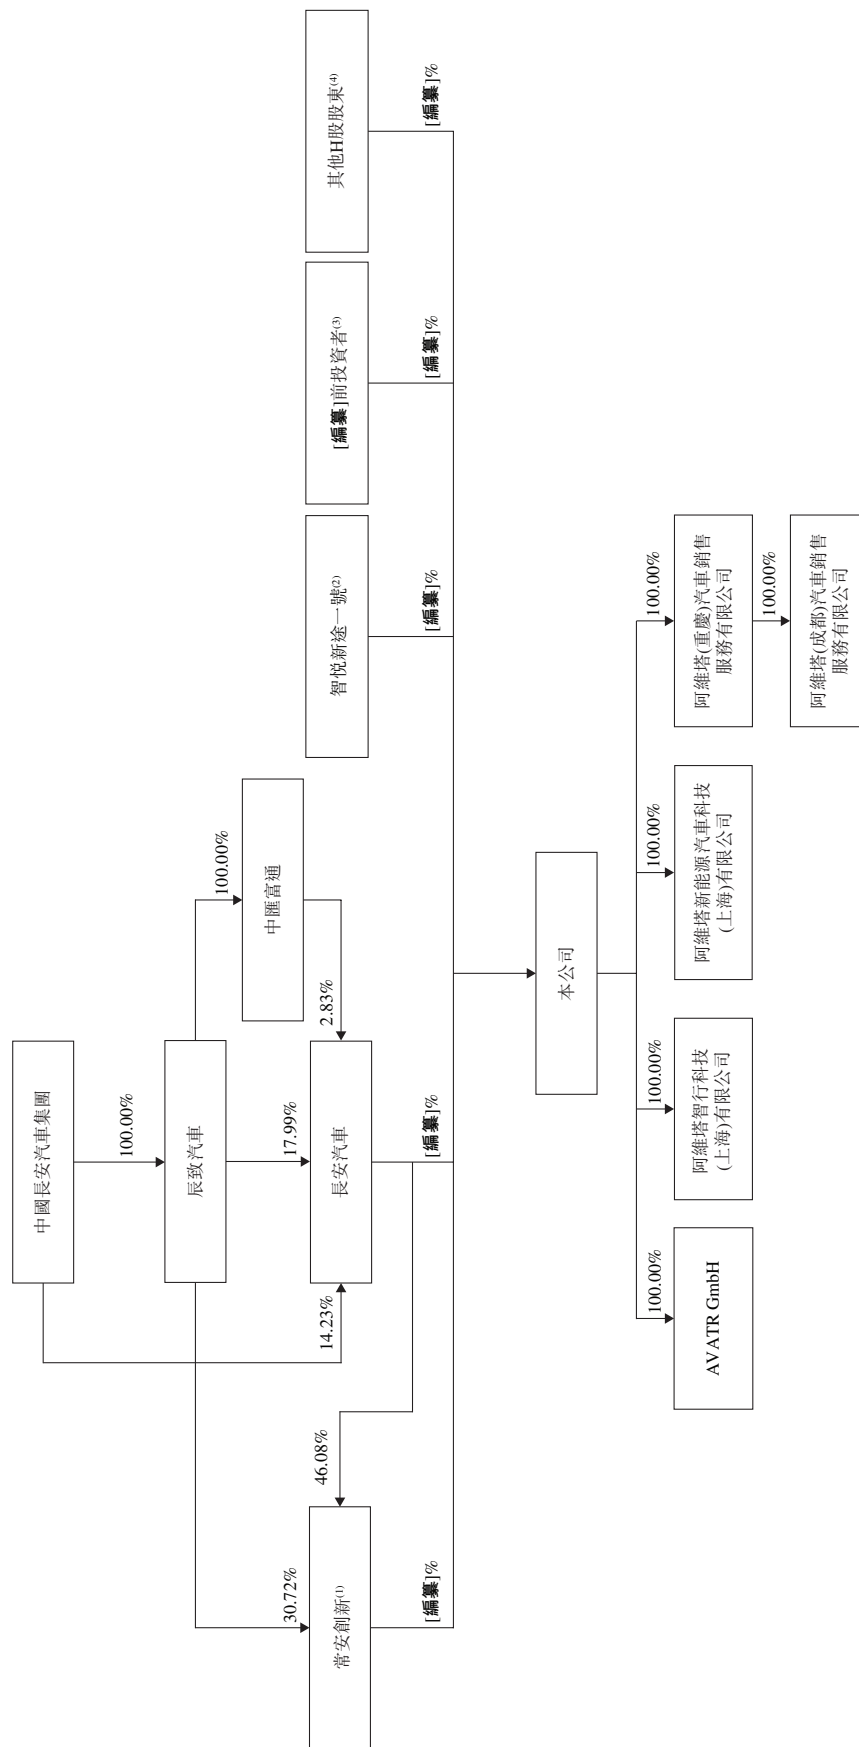 中國長安汽車集團
100.00%
辰致汽車
100.00%
中匯富通
30.72%
14.23%
17.99%
2.83%
常安創新(1)
46.08%
長安汽車
智悅新途一號(2)
[編纂]前投資者(3)
其他H股股東(4)
[編纂]%
[編纂]%
[編纂]%
[編纂]%
[編纂]%
本公司
100.00%
100.00%
100.00%
100.00%
AVATR GmbH
阿維塔智行科技
(上海)有限公司
阿維塔新能源汽車科技
(上海)有限公司
阿維塔(重慶)汽車銷售
服務有限公司
100.00%
阿維塔(成都)汽車銷售
服務有限公司